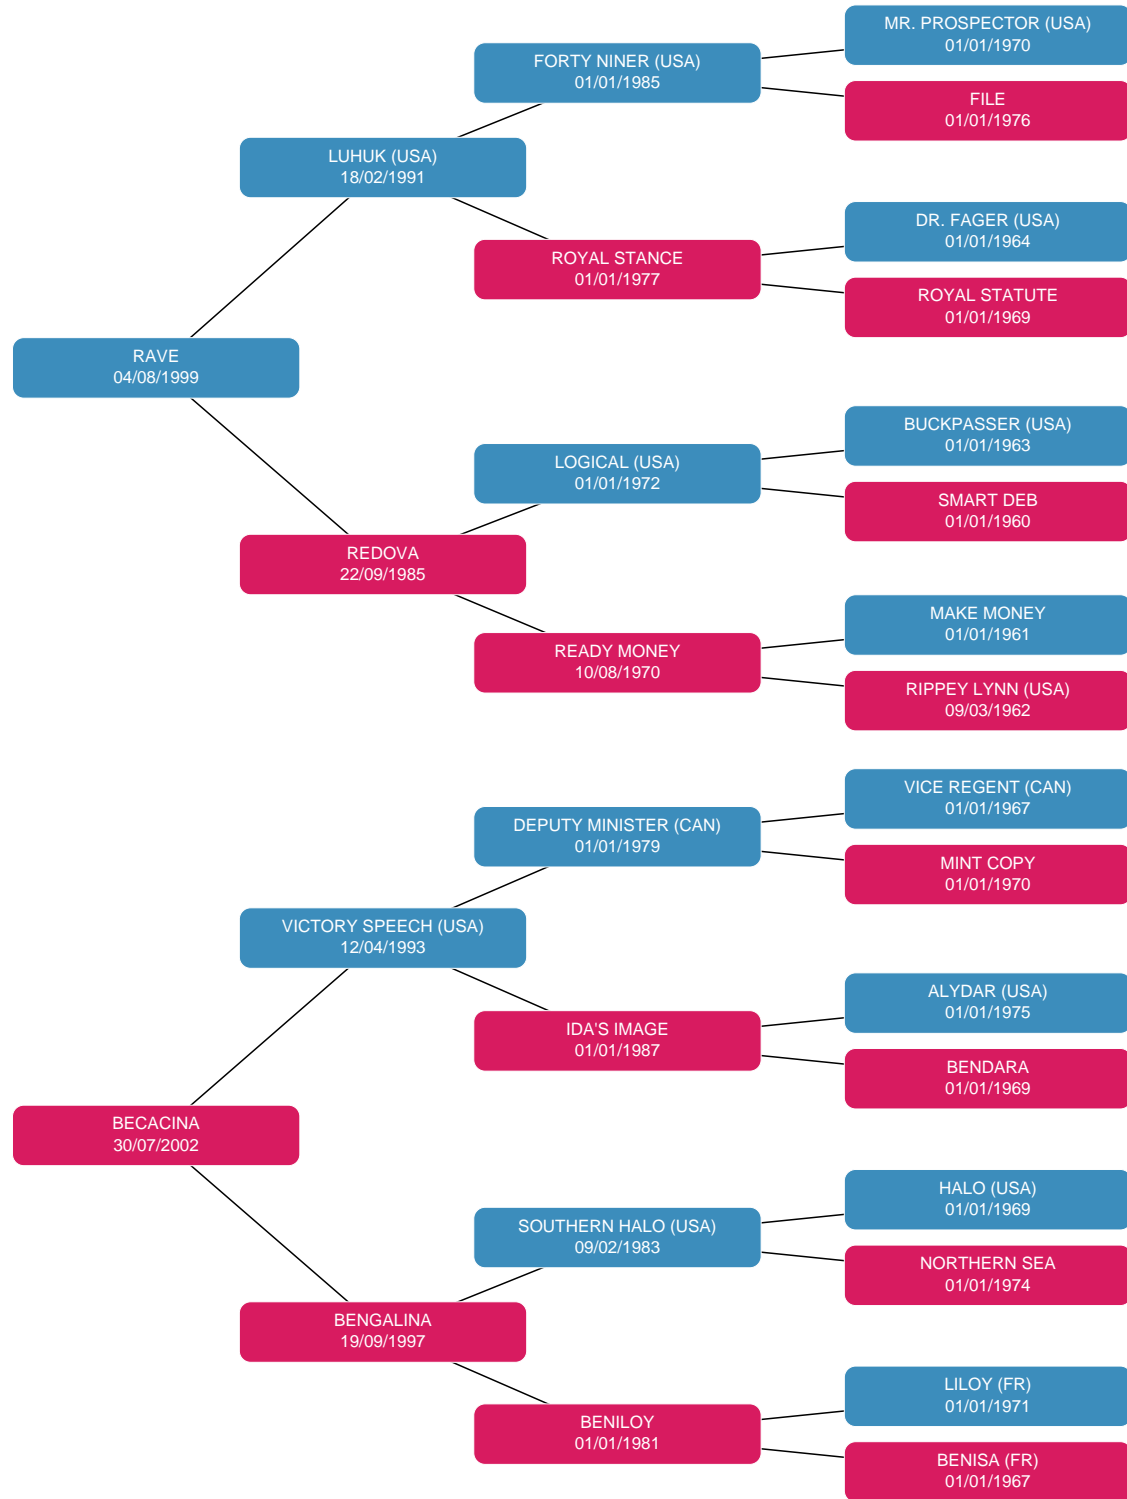 MR. PROSPECTOR (USA)
01/01/1970
FORTY NINER (USA)
01/01/1985
FILE
01/01/1976
LUHUK (USA)
18/02/1991
DR. FAGER (USA)
01/01/1964
ROYAL STANCE
01/01/1977
ROYAL STATUTE
01/01/1969
RAVE
04/08/1999
BUCKPASSER (USA)
01/01/1963
LOGICAL (USA)
01/01/1972
SMART DEB
01/01/1960
REDOVA
22/09/1985
MAKE MONEY
01/01/1961
READY MONEY
10/08/1970
RIPPEY LYNN (USA)
09/03/1962
VICE REGENT (CAN)
01/01/1967
DEPUTY MINISTER (CAN)
01/01/1979
MINT COPY
01/01/1970
VICTORY SPEECH (USA)
12/04/1993
ALYDAR (USA)
01/01/1975
IDA'S IMAGE
01/01/1987
BENDARA
01/01/1969
BECACINA
30/07/2002
HALO (USA)
01/01/1969
SOUTHERN HALO (USA)
09/02/1983
NORTHERN SEA
01/01/1974
BENGALINA
19/09/1997
LILOY (FR)
01/01/1971
BENILOY
01/01/1981
BENISA (FR)
01/01/1967